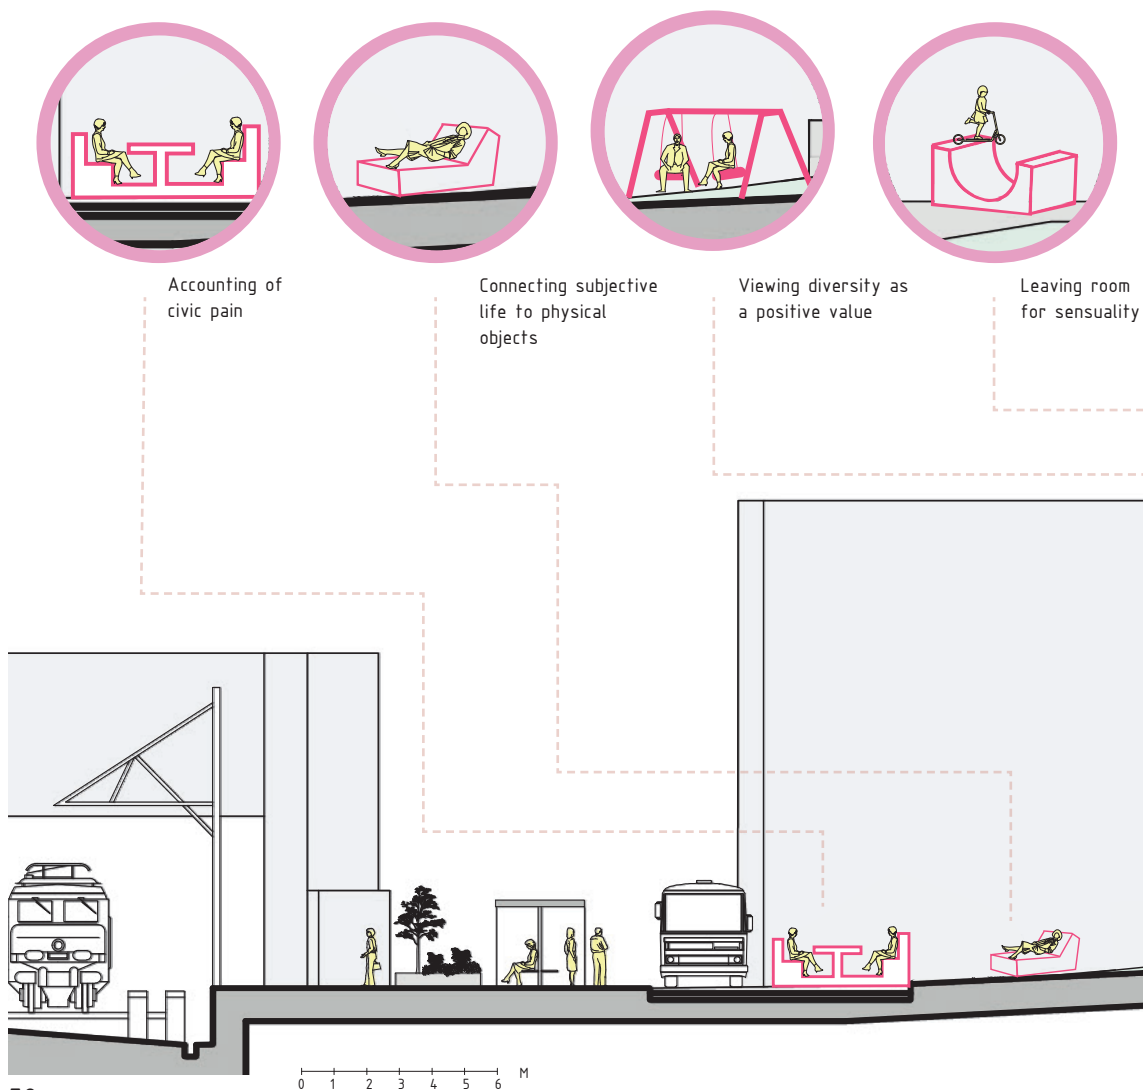 Accounting of
civic pain
Connecting subjective
life to physical
objects
Viewing diversity as
a positive value
Leaving room
for sensuality
0 1 2 3 4 5 6 M